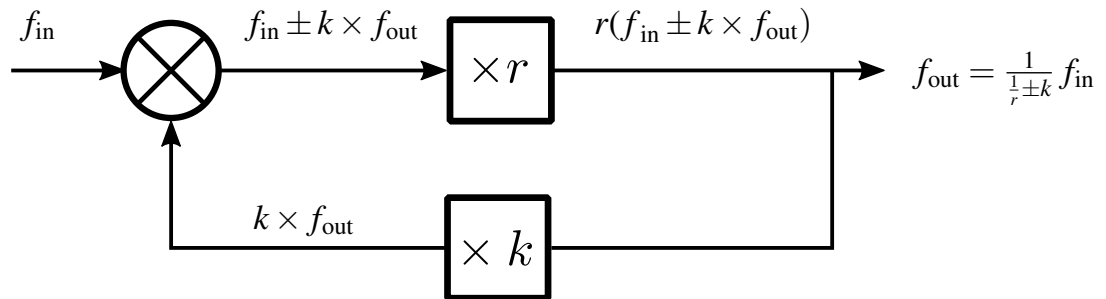 f_in
f_in ± k × f_out
r(f_in ± k × f_out)
×r
f_out = 1/(1/r ± k) f_in
k × f_out
× k